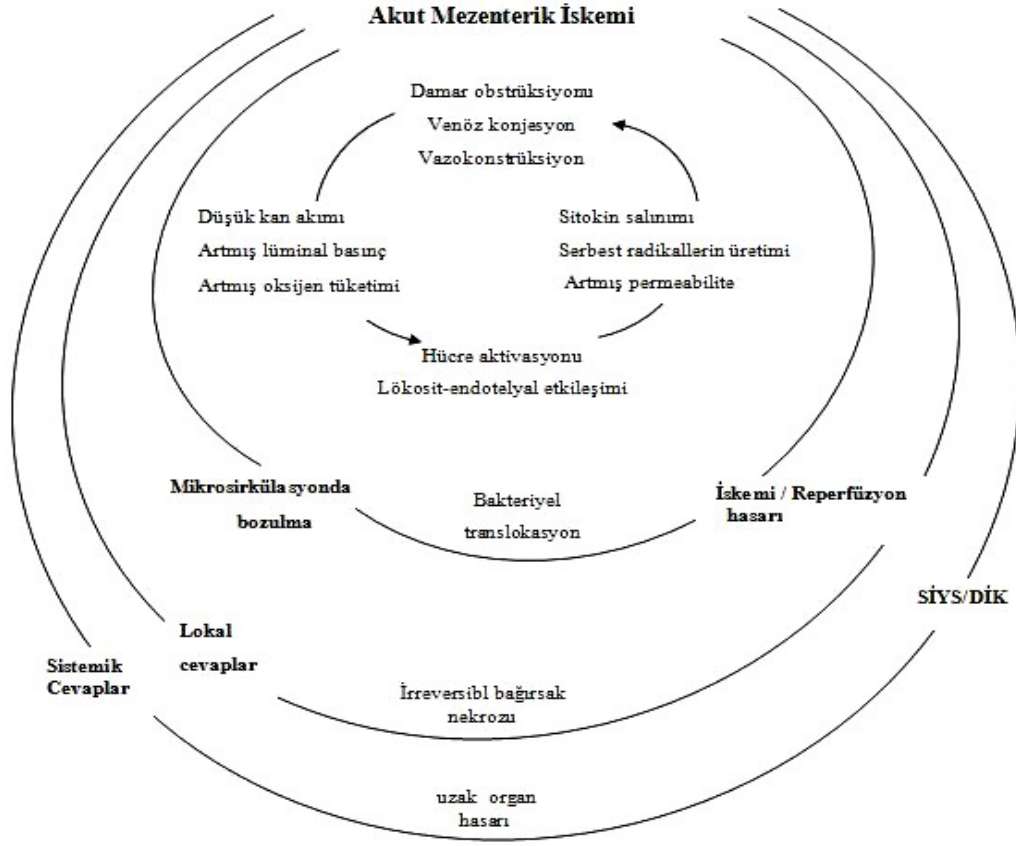 Akut Mezenterik İskemi
Damar obstrüksiyonu
Venöz konjesyon
Vazokonstrüksiyon
Düşük kan akımı
Artmış lüminal basınç
Artmış oksijen tüketimi
Sitokin salınımı
Serbest radikallerin üretimi
Artmış permeabilite
Hücre aktivasyonu
Lökosit-endotelyal etkileşimi
Mikrosirkülasyonda
bozulma
Bakteriyel
translokasyon
İskemi / Reperfüzyon
hasarı
SİYS/DİK
Lokal
cevaplar
Sistemik
Cevaplar
İrreversibl bağırsak
nekrozu
uzak organ
hasarı